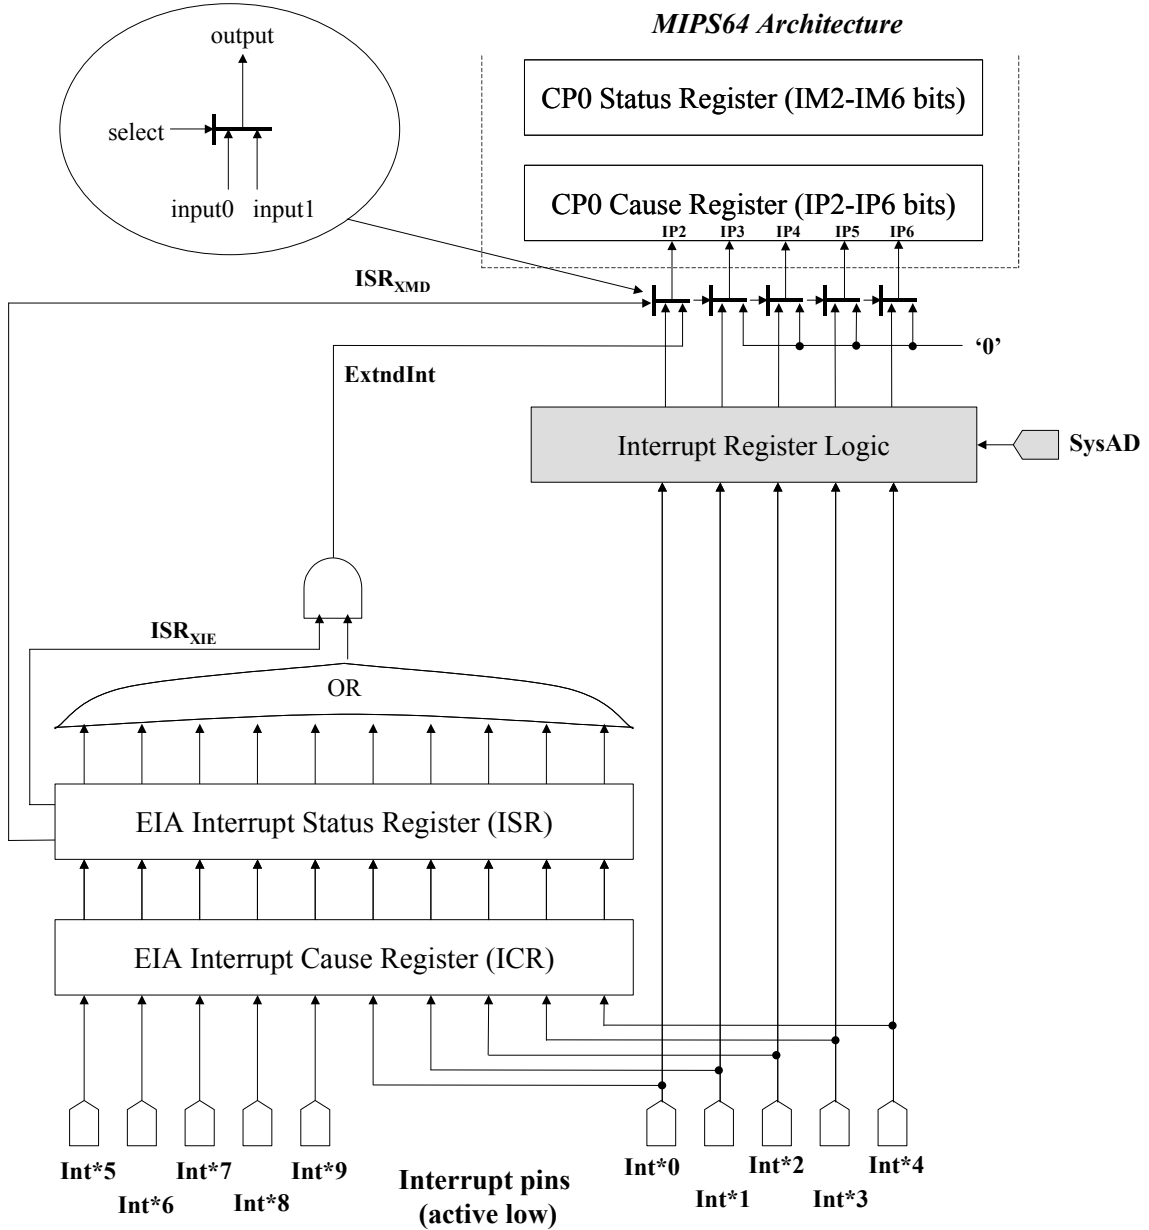 MIPS64 Architecture
output
select
input0
input1
CP0 Status Register (IM2-IM6 bits)
CP0 Cause Register (IP2-IP6 bits)
IP2
IP3
IP4
IP5
IP6
ISRXMD
'0'
ExtndInt
Interrupt Register Logic
SysAD
ISRXIE
OR
EIA Interrupt Status Register (ISR)
EIA Interrupt Cause Register (ICR)
Int*5
Int*6
Int*7
Int*8
Int*9
Interrupt pins
(active low)
Int*0
Int*1
Int*2
Int*3
Int*4